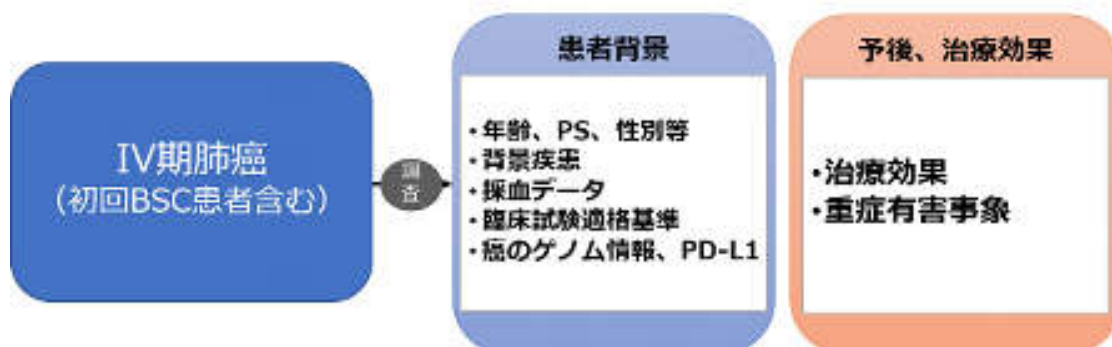 IV期肺癌
（初回BSC患者含む）
調
査
患者背景
・年齢、PS、性別等
・背景疾患
・採血データ
・臨床試験適格基準
・癌のゲノム情報、PD-L1
予後、治療効果
・治療効果
・重症有害事象